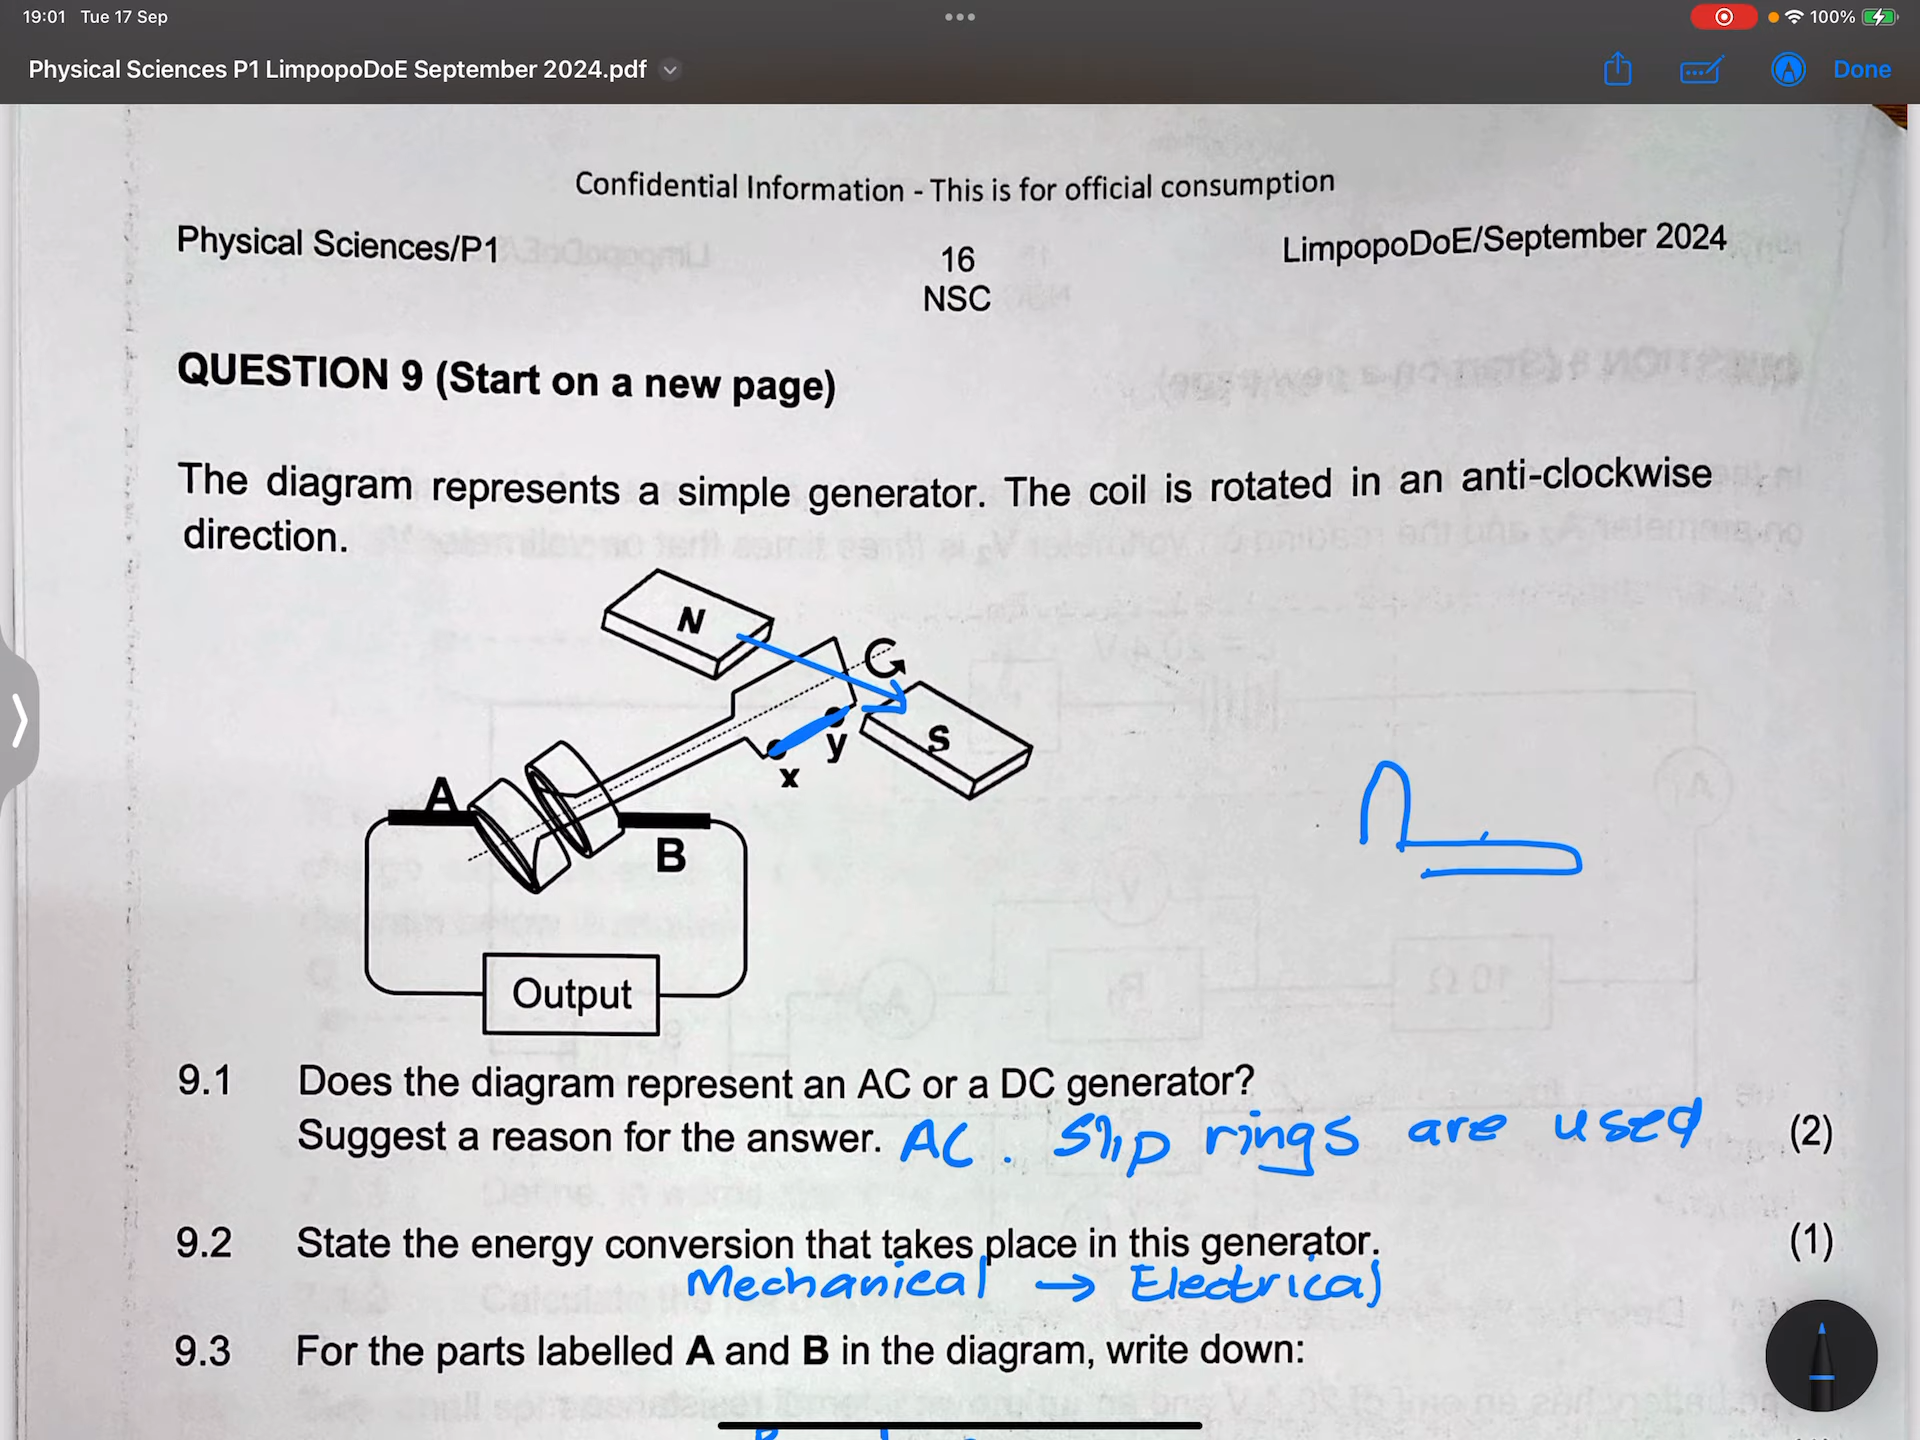 19:01 Tue 17 Sep
100%
Physical Sciences P1 LimpopoDoE September 2024.pdf
Done
Confidential Information - This is for official consumption
Physical Sciences/P1
16
NSC
LimpopoDoE/September 2024
QUESTION 9 (Start on a new page)
The diagram represents a simple generator. The coil is rotated in an anti-clockwise
direction.
N
S
y
x
A
B
Output
9.1 Does the diagram represent an AC or a DC generator?
Suggest a reason for the answer. AC. Slip rings are used (2)
9.2 State the energy conversion that takes place in this generator. (1)
Mechanical → Electrical
9.3 For the parts labelled A and B in the diagram, write down: